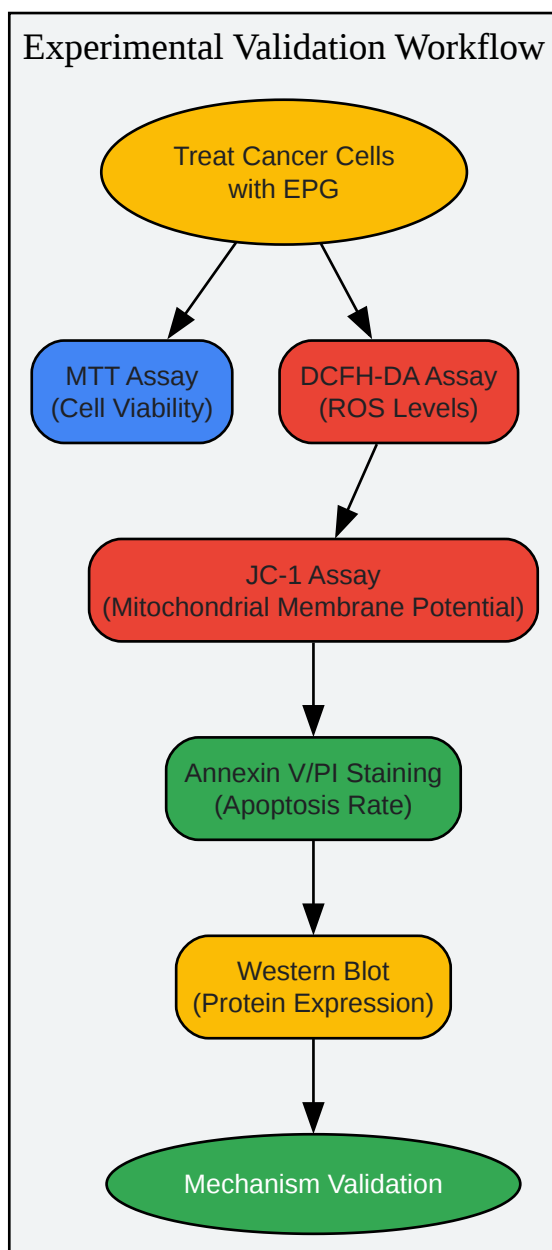 Experimental Validation Workflow
Treat Cancer Cells
with EPG
MTT Assay
(Cell Viability)
DCFH-DA Assay
(ROS Levels)
JC-1 Assay
(Mitochondrial Membrane Potential)
Annexin V/PI Staining
(Apoptosis Rate)
Western Blot
(Protein Expression)
Mechanism Validation